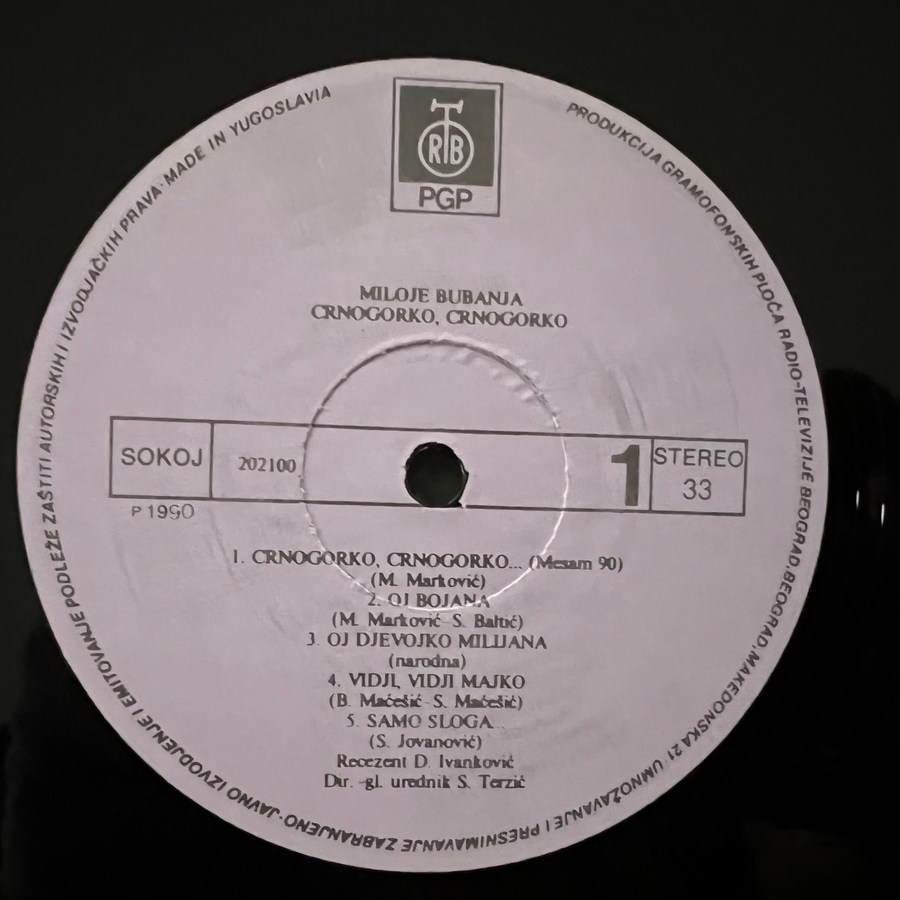 RTB
PGP
PRODUKCIJA GRAMOFONSKIH PLOČA RADIO-TELEVIZIJE BEOGRAD, BEOGRAD, MAKEDONSKA 21 · UMNOŽAVANJE I PRESNIMAVANJE ZABRANJENO · JAVNO IZVODJENJE I EMITOVANJE PODLEŽE ZAŠTITI AUTORSKIH I IZVODJAČKIH PRAVA · MADE IN YUGOSLAVIA
MILOJE BUBANJA
CRNOGORKO, CRNOGORKO
SOKOJ 202100 1 STEREO
33
P 1990
1. CRNOGORKO, CRNOGORKO... (Mesam 90)
(M. Marković)
2. OJ BOJANA
(M. Marković-S. Baltić)
3. OJ DJEVOJKO MILIJANA
(narodna)
4. VIDJI, VIDJI MAJKO
(B. Maćešić-S. Maćešić)
5. SAMO SLOGA...
(S. Jovanović)
Recezent D. Ivanković
Dir. -gl. urednik S. Terzić